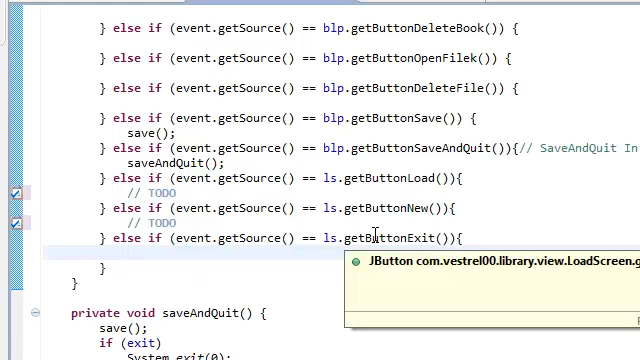 } else if (event.getSource() == blp.getButtonDeleteBook()) {
} else if (event.getSource() == blp.getButtonOpenFilek()) {
} else if (event.getSource() == blp.getButtonDeleteFile()) {
} else if (event.getSource() == blp.getButtonSave()) {
save();
} else if (event.getSource() == blp.getButtonSaveAndQuit()){// SaveAndQuit In
saveAndQuit();
} else if (event.getSource() == ls.getButtonLoad()){
// TODO
} else if (event.getSource() == ls.getButtonNew()){
// TODO
} else if (event.getSource() == ls.getButtonExit()){
JButton com.vestrel00.library.view.LoadScreen.g
}
}
private void saveAndQuit() {
save();
if (exit)
System.exit(0);